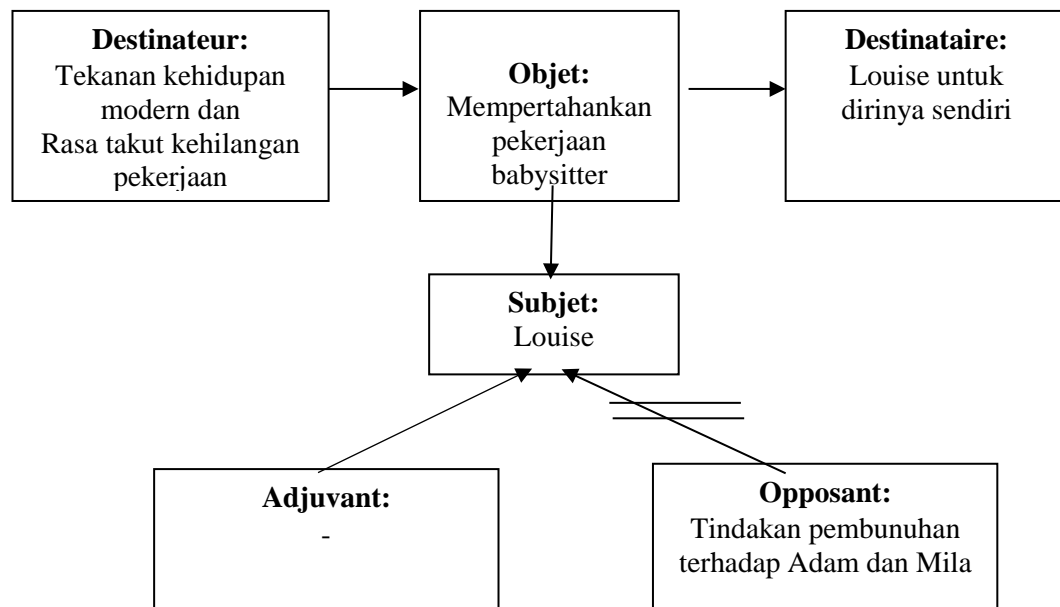 Destinateur:
Tekanan kehidupan
modern dan
Rasa takut kehilangan
pekerjaan
Objet:
Mempertahankan
pekerjaan
babysitter
Destinataire:
Louise untuk
dirinya sendiri
Subjet:
Louise
Adjuvant:
-
Opposant:
Tindakan pembunuhan
terhadap Adam dan Mila